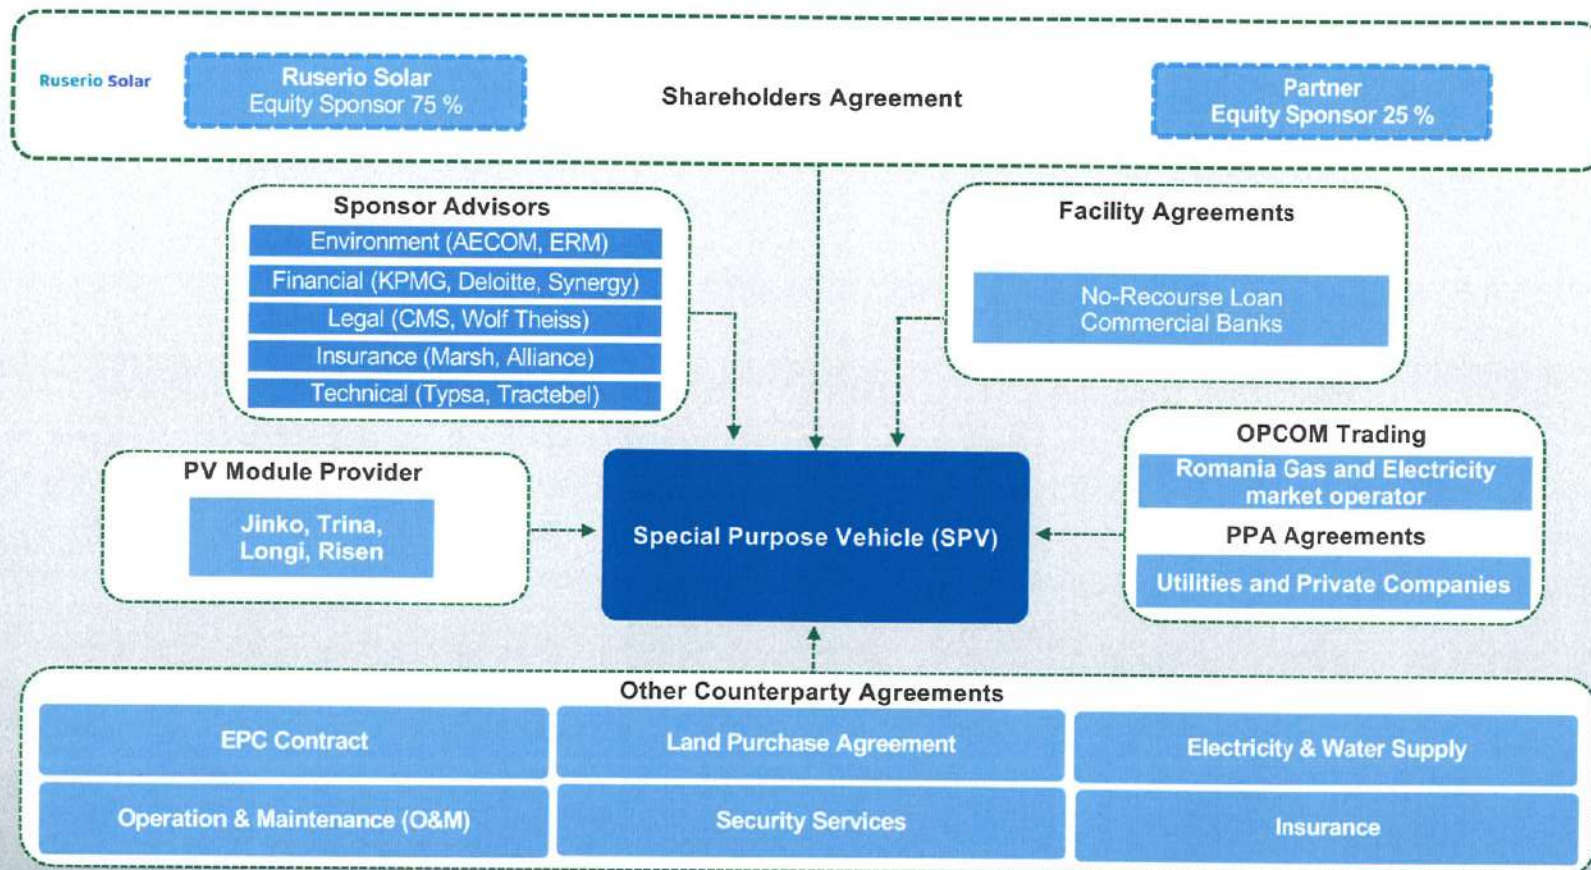 Ruserio Solar
Ruserio Solar
Equity Sponsor 75 %
Shareholders Agreement
Partner
Equity Sponsor 25 %
Sponsor Advisors
Environment (AECOM, ERM)
Financial (KPMG, Deloitte, Synergy)
Legal (CMS, Wolf Theiss)
Insurance (Marsh, Alliance)
Technical (Typsa, Tractebel)
Facility Agreements
No-Recourse Loan
Commercial Banks
PV Module Provider
Jinko, Trina,
Longi, Risen
Special Purpose Vehicle (SPV)
OPCOM Trading
Romania Gas and Electricity
market operator
PPA Agreements
Utilities and Private Companies
Other Counterparty Agreements
EPC Contract
Land Purchase Agreement
Electricity & Water Supply
Operation & Maintenance (O&M)
Security Services
Insurance